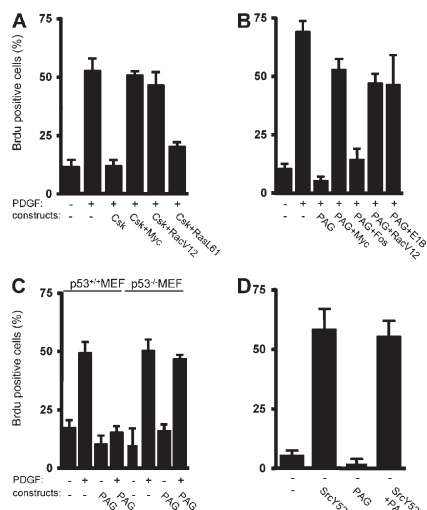 A
Brdu positive cells (%)
75
50
25
0
PDGF: - + + + + +
constructs: - - Csk Csk+Myc Csk+RacV12 Csk+RasL61
B
75
50
25
0
- + + + + + +
- - PAG PAG+Myc PAG+Fos PAG+RacV12 PAG+E1B
C
p53+/+MEF p53-/-MEF
Brdu positive cells (%)
75
50
25
0
PDGF: - + - + - + - +
constructs: - - PAG PAG - - PAG PAG
D
75
50
25
0
- - - -
- PAG